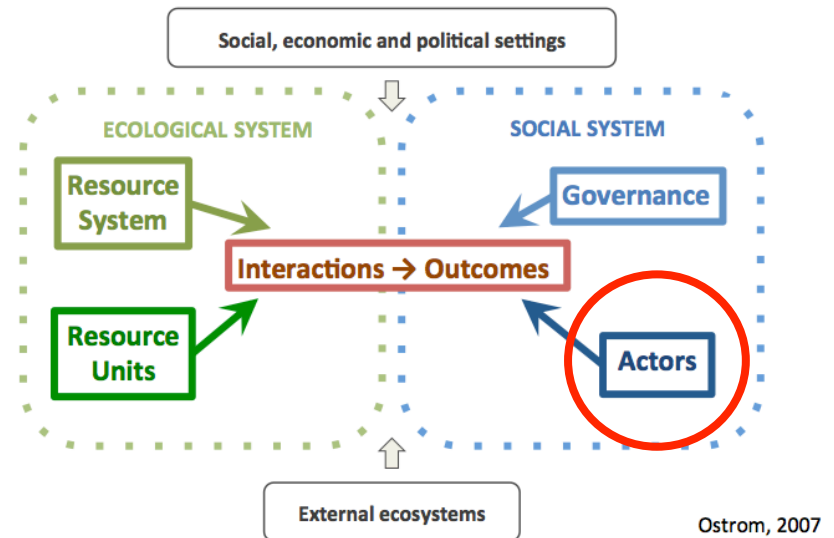 Social, economic and political settings
ECOLOGICAL SYSTEM
SOCIAL SYSTEM
Resource
System
Governance
Interactions → Outcomes
Resource
Units
Actors
External ecosystems
Ostrom, 2007